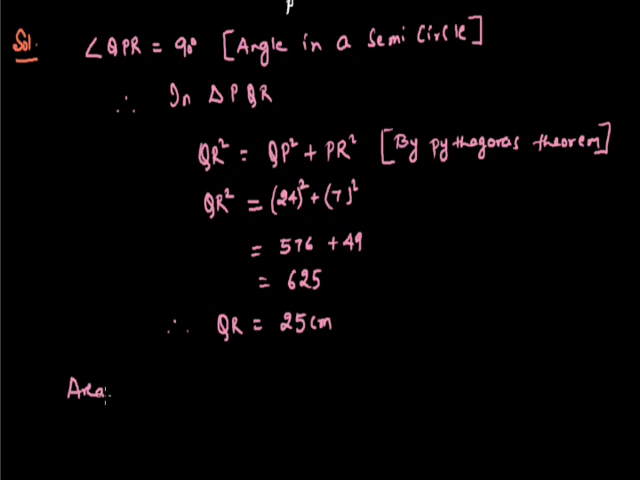 Sol. ∠QPR = 90° [Angle in a Semi Circle]
∴ In Δ PQR
QR² = QP² + PR² [By pythagoras theorem]
QR² = (24)² + (7)²
= 576 + 49
= 625
∴ QR = 25cm
Area